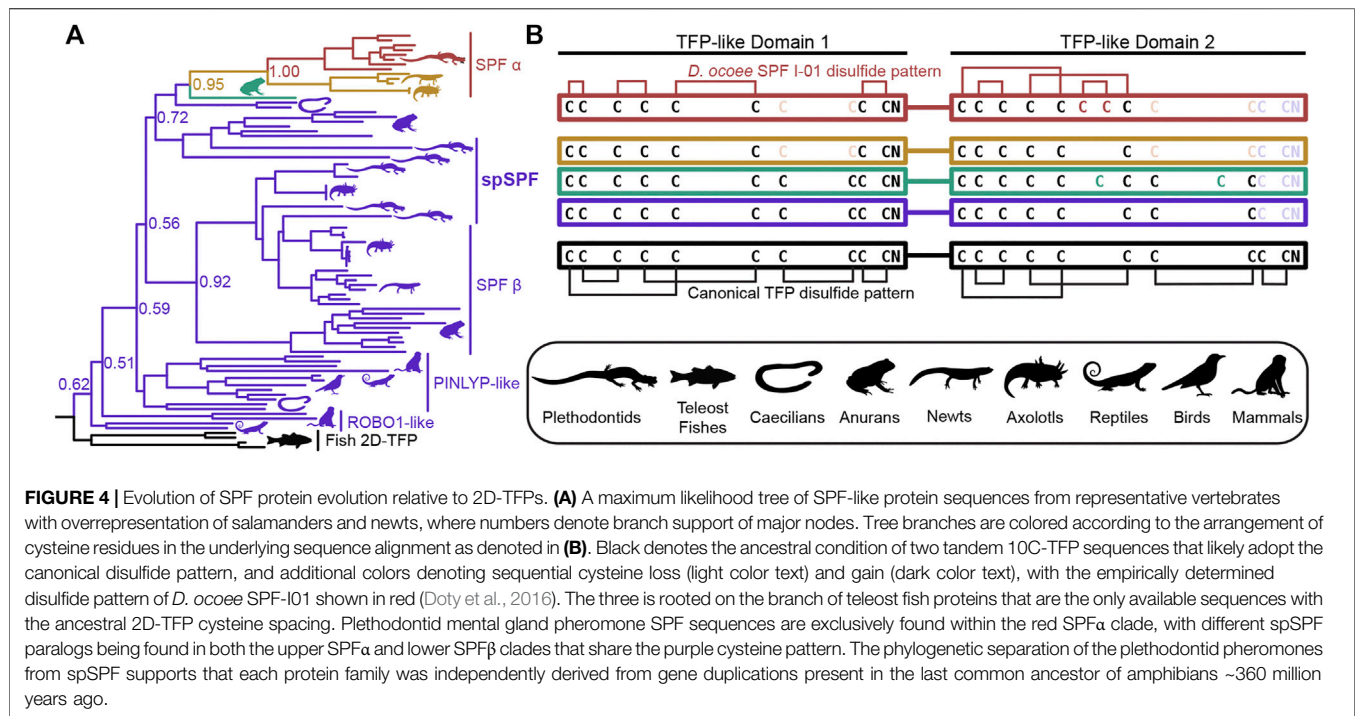 A
1.00
SPF α
0.95
0.72
spSPF
0.56
0.92
SPF β
0.59
0.51
PINLYP-like
0.62
ROBO1-like
Fish 2D-TFP
B
TFP-like Domain 1
TFP-like Domain 2
D. ocoee SPF I-01 disulfide pattern
CC C C C C C C C CN C C C C C C C C C CC CN
CC C C C C C C C CN C C C C C C C CC CN
CC C C C C CC CN C C C C C C C C C C C CN
CC C C C C CC CN C C C C C C C CC CN
CC C C C C C CC CN C C C C C C C CC CN
Canonical TFP disulfide pattern
Plethodontids
Teleost
Fishes
Caecilians
Anurans
Newts
Axolotls
Reptiles
Birds
Mammals
FIGURE 4 | Evolution of SPF protein evolution relative to 2D-TFPs. (A) A maximum likelihood tree of SPF-like protein sequences from representative vertebrates
with overrepresentation of salamanders and newts, where numbers denote branch support of major nodes. Tree branches are colored according to the arrangement of
cysteine residues in the underlying sequence alignment as denoted in (B). Black denotes the ancestral condition of two tandem 10C-TFP sequences that likely adopt the
canonical disulfide pattern, and additional colors denoting sequential cysteine loss (light color text) and gain (dark color text), with the empirically determined
disulfide pattern of D. ocoee SPF-I01 shown in red (Doty et al., 2016). The three is rooted on the branch of teleost fish proteins that are the only available sequences with
the ancestral 2D-TFP cysteine spacing. Plethodontid mental gland pheromone SPF sequences are exclusively found within the red SPFα clade, with different spSPF
paralogs being found in both the upper SPFα and lower SPFβ clades that share the purple cysteine pattern. The phylogenetic separation of the plethodontid pheromones
from spSPF supports that each protein family was independently derived from gene duplications present in the last common ancestor of amphibians ~360 million
years ago.